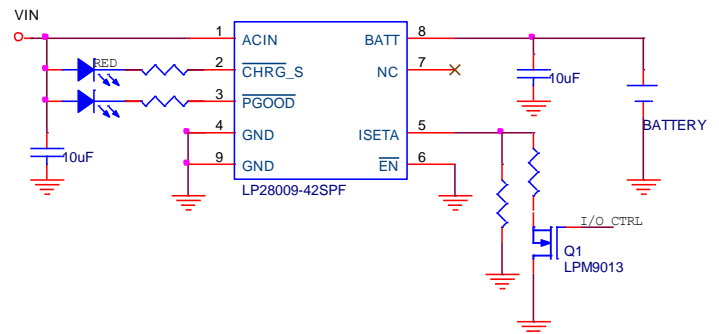 VIN
1 ACIN BATT 8
RED
2 CHRG_S NC 7
10uF
3 PGOOD
BATTERY
4 GND ISETA 5
10uF
9 GND EN 6
LP28009-42SPF
I/O CTRL
Q1
LPM9013